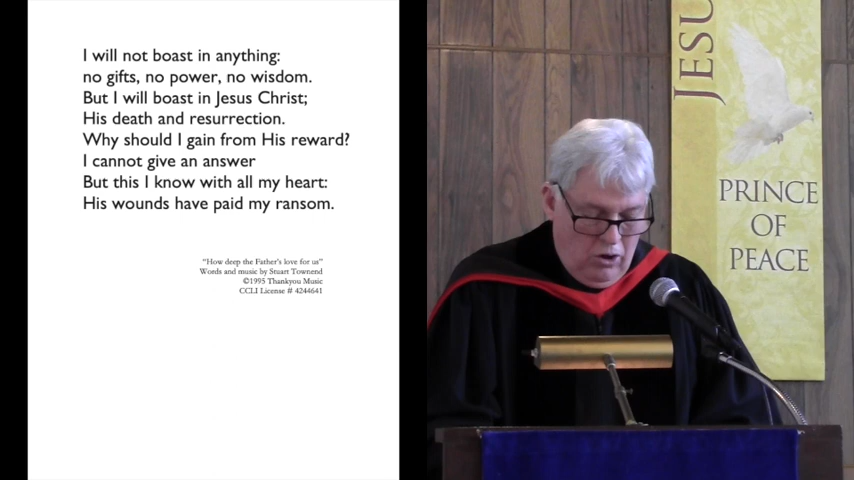 I will not boast in anything:
no gifts, no power, no wisdom.
But I will boast in Jesus Christ;
His death and resurrection.
Why should I gain from His reward?
I cannot give an answer
But this I know with all my heart:
His wounds have paid my ransom.
"How deep the Father's love for us"
Words and music by Stuart Townend
©1995 Thankyou Music
CCLI License # 4244641
JESU
PRINCE
OF
PEACE